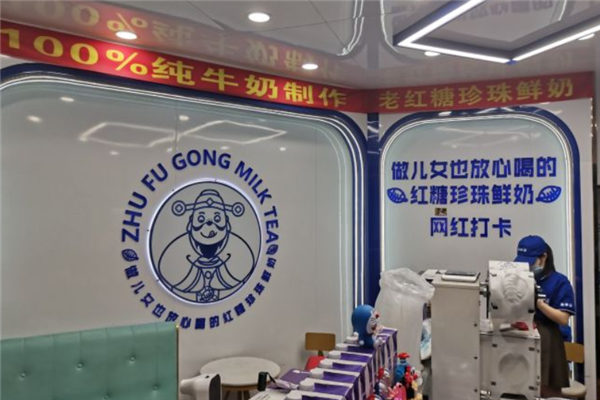 100%纯牛奶制作
老红糖珍珠鲜奶
ZHU FU GONG MILK TEA
做儿女也放心喝的红糖珍珠鲜奶
做儿女也放心喝的
红糖珍珠鲜奶
网红打卡